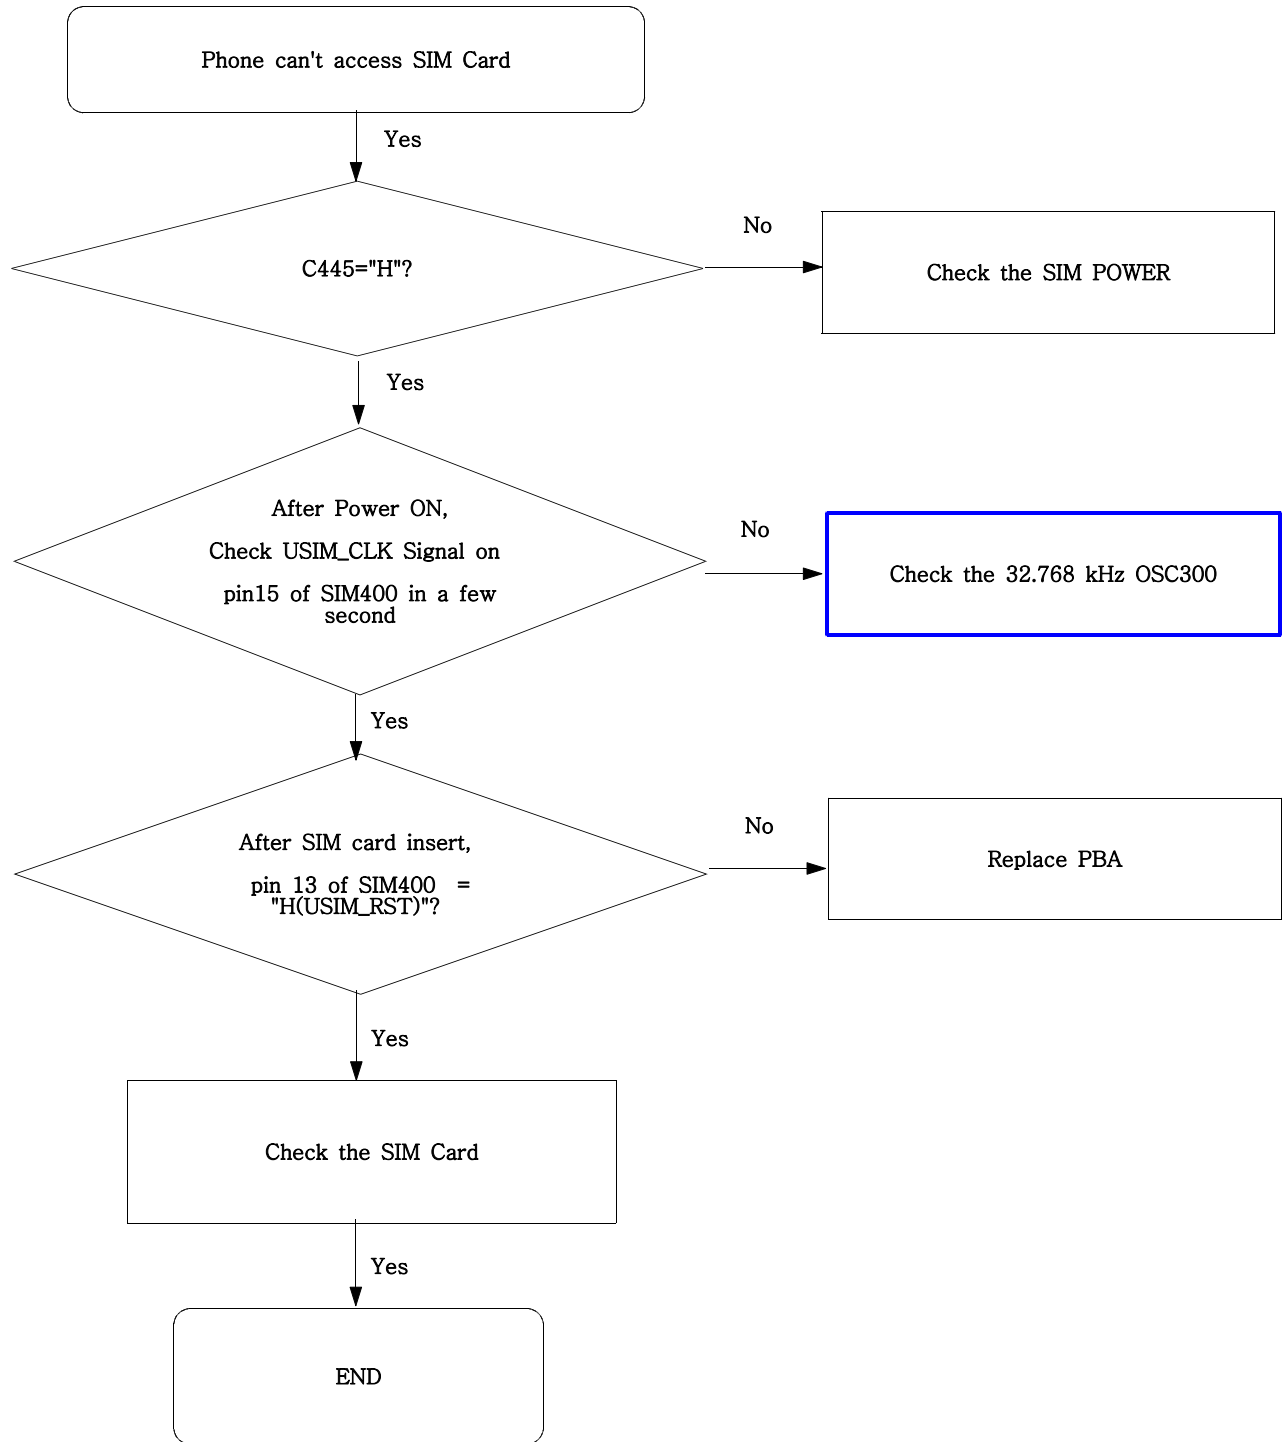 Phone can't access SIM Card
Yes
C445="H"?
No
Check the SIM POWER
Yes
After Power ON,
Check USIM_CLK Signal on
pin15 of SIM400 in a few
second
No
Check the 32.768 kHz OSC300
Yes
After SIM card insert,
pin 13 of SIM400 =
"H(USIM_RST)"?
No
Replace PBA
Yes
Check the SIM Card
Yes
END